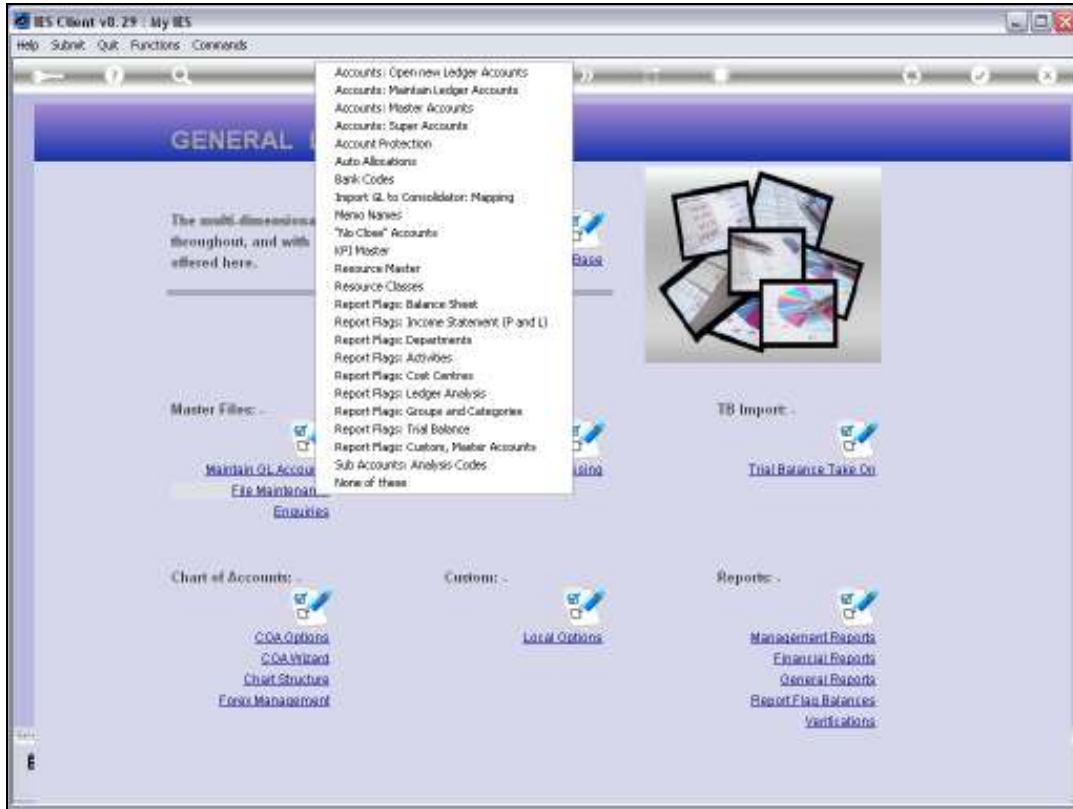 IES Client v8.29 : My IES
Help Submit Quit Functions Commands
GENERAL
The multi-dimensiona
throughout, and with
offered here.
Accounts: Open new Ledger Accounts
Accounts: Maintain Ledger Accounts
Accounts: Master Accounts
Accounts: Super Accounts
Account Protection
Auto Allocations
Bank Codes
Import GL to Consolidator: Mapping
Memo Names
"No Close" Accounts
KPI Master
Resource Master
Resource Classes
Report Flags: Balance Sheet
Report Flags: Income Statement (P and L)
Report Flags: Departments
Report Flags: Activities
Report Flags: Cost Centres
Report Flags: Ledger Analysis
Report Flags: Groups and Categories
Report Flags: Trial Balance
Report Flags: Custom, Master Accounts
Sub Accounts: Analysis Codes
None of these
Base
Master Files: -
Maintain GL Accou
File Maintenan
Enquiries
ising
TB Import: -
Trial Balance Take On
Chart of Accounts: -
COA Options
COA Wizard
Chart Structure
Forex Management
Custom: -
Local Options
Reports: -
Management Reports
Financial Reports
General Reports
Report Flag Balances
Verifications